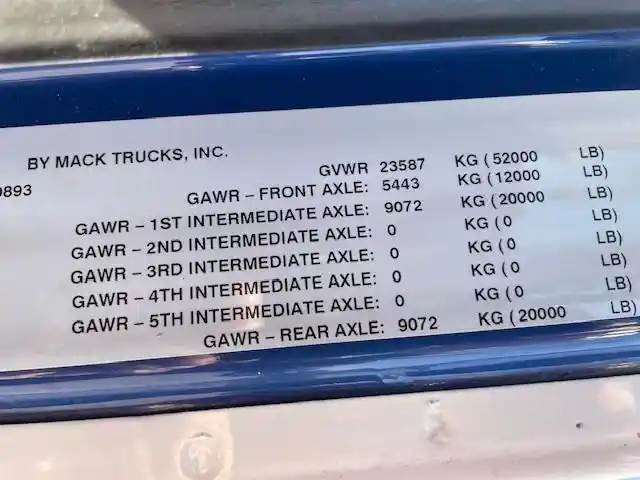 BY MACK TRUCKS, INC.
0893
GVWR 23587 KG (52000 LB)
GAWR – FRONT AXLE: 5443 KG (12000 LB)
GAWR – 1ST INTERMEDIATE AXLE: 9072 KG (20000 LB)
GAWR – 2ND INTERMEDIATE AXLE: 0 KG (0 LB)
GAWR – 3RD INTERMEDIATE AXLE: 0 KG (0 LB)
GAWR – 4TH INTERMEDIATE AXLE: 0 KG (0 LB)
GAWR – 5TH INTERMEDIATE AXLE: 0 KG (0 LB)
GAWR – REAR AXLE: 9072 KG (20000 LB)